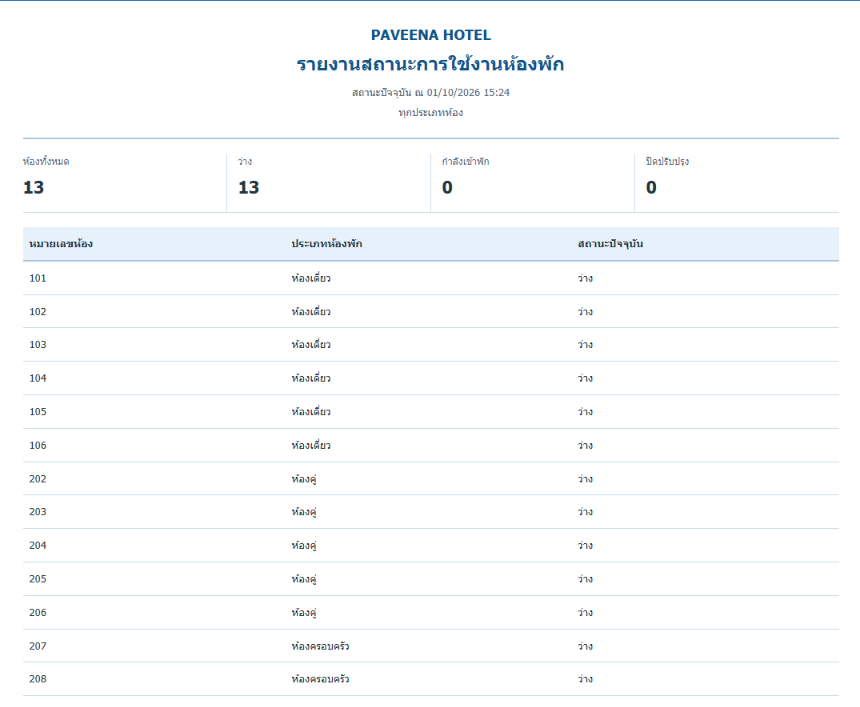 PAVEENA HOTEL
รายงานสถานะการใช้งานห้องพัก
สถานะปัจจุบัน ณ 01/10/2026 15:24
ทุกประเภทห้อง
ห้องทั้งหมด ว่าง กำลังเข้าพัก ปิดปรับปรุง
13 13 0 0
หมายเลขห้อง ประเภทห้องพัก สถานะปัจจุบัน
101 ห้องเดี่ยว ว่าง
102 ห้องเดี่ยว ว่าง
103 ห้องเดี่ยว ว่าง
104 ห้องเดี่ยว ว่าง
105 ห้องเดี่ยว ว่าง
106 ห้องเดี่ยว ว่าง
202 ห้องคู่ ว่าง
203 ห้องคู่ ว่าง
204 ห้องคู่ ว่าง
205 ห้องคู่ ว่าง
206 ห้องคู่ ว่าง
207 ห้องครอบครัว ว่าง
208 ห้องครอบครัว ว่าง